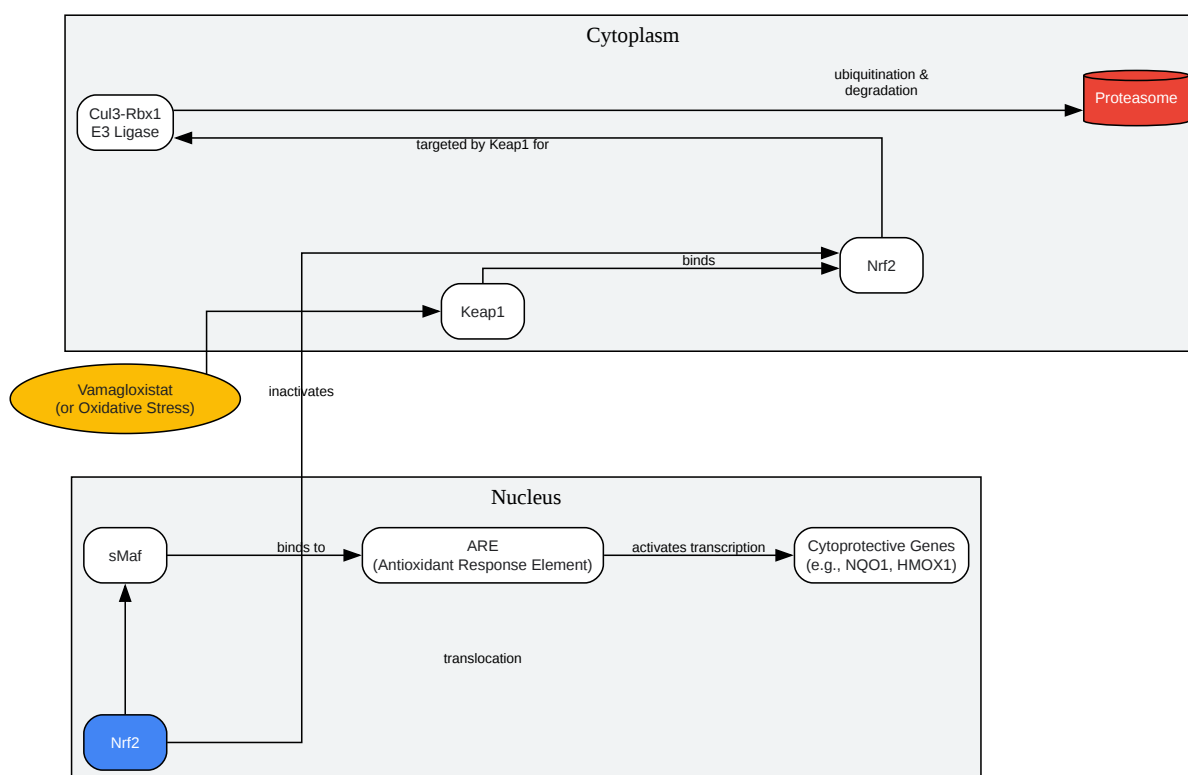 Cytoplasm
ubiquitination &
degradation
Proteasome
Cul3-Rbx1
E3 Ligase
targeted by Keap1 for
binds
Nrf2
Keap1
Vamagloxistat
(or Oxidative Stress)
inactivates
Nucleus
sMaf
binds to
ARE
(Antioxidant Response Element)
activates transcription
Cytoprotective Genes
(e.g., NQO1, HMOX1)
translocation
Nrf2